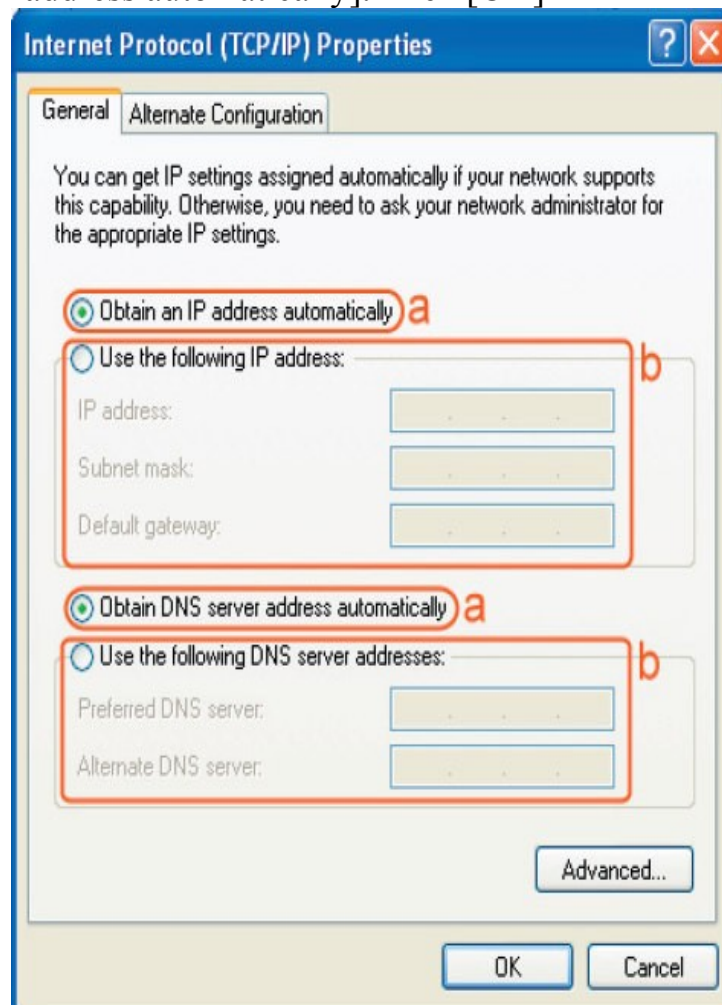 Internet Protocol (TCP/IP) Properties
?
X
General
Alternate Configuration
You can get IP settings assigned automatically if your network supports
this capability. Otherwise, you need to ask your network administrator for
the appropriate IP settings.
Obtain an IP address automatically a
Use the following IP address: b
IP address:
Subnet mask:
Default gateway:
Obtain DNS server address automatically a
Use the following DNS server addresses: b
Preferred DNS server:
Alternate DNS server:
Advanced...
OK Cancel